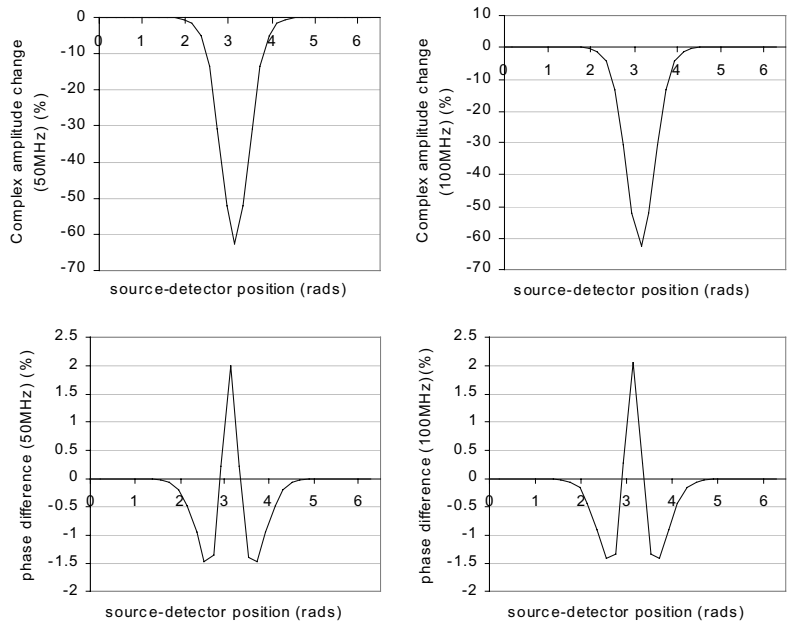 Complex amplitude change
(50MHz) (%)
0
-10
-20
-30
-40
-50
-60
-70
0 1 2 3 4 5 6
source-detector position (rads)
Complex amplitude change
(100MHz) (%)
10
0
-10
-20
-30
-40
-50
-60
-70
0 1 2 3 4 5 6
source-detector position (rads)
phase difference (50MHz) (%)
2.5
2
1.5
1
0.5
0
-0.5
-1
-1.5
-2
0 1 2 3 4 5 6
source-detector position (rads)
phase difference (100MHz) (%)
2.5
2
1.5
1
0.5
0
-0.5
-1
-1.5
-2
0 1 2 3 4 5 6
source-detector position (rads)